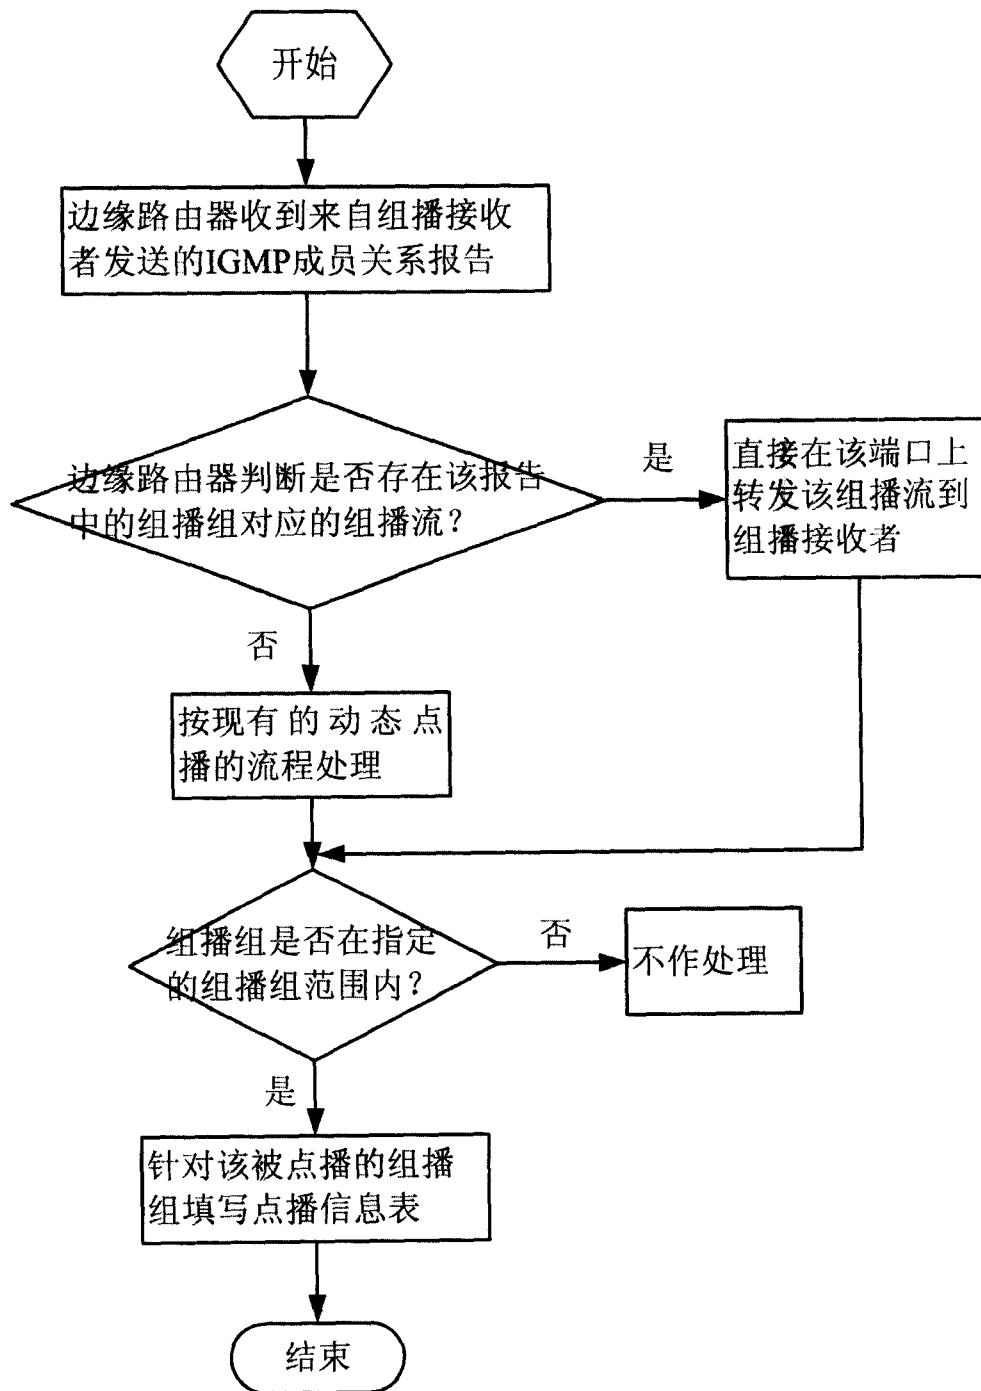 开始
边缘路由器收到来自组播接收
者发送的IGMP成员关系报告
边缘路由器判断是否存在该报告
中的组播组对应的组播流？
是
直接在该端口上
转发该组播流到
组播接收者
否
按现有的动态点
播的流程处理
组播组是否在指定
的组播组范围内？
否
不作处理
是
针对该被点播的组播
组填写点播信息表
结束